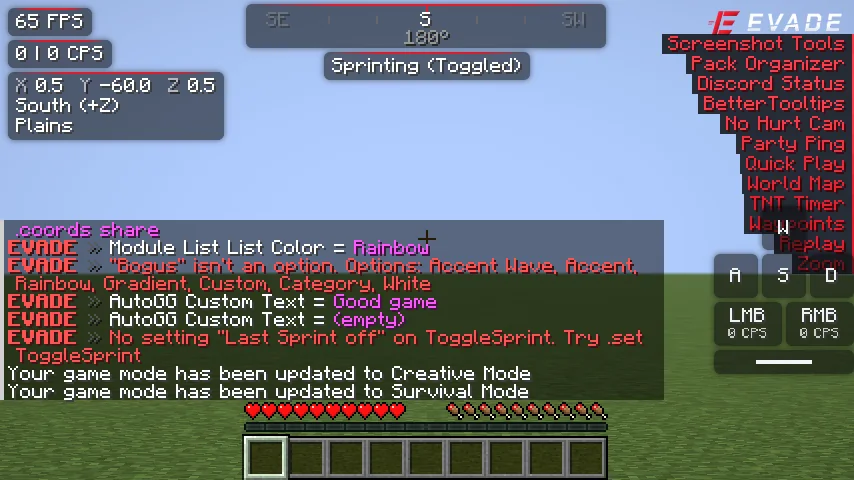 65 FPS
0 | 0 CPS
X 0.5 Y -60.0 Z 0.5
South (+Z)
Plains
SE S SW
180°
Sprinting (Toggled)
EVADE
Screenshot Tools
Pack Organizer
Discord Status
BetterTooltips
No Hurt Cam
Party Ping
Quick Play
World Map
TNT Timer
Waypoints
Replay
Zoom
W
A S D
LMB RMB
0 CPS 0 CPS
.coords share
EVADE » Module List List Color = Rainbow
EVADE » "Bogus" isn't an option. Options: Accent Wave, Accent,
Rainbow, Gradient, Custom, Category, White
EVADE » AutoGG Custom Text = Good game
EVADE » AutoGG Custom Text = (empty)
EVADE » No setting "Last Sprint off" on ToggleSprint. Try .set
ToggleSprint
Your game mode has been updated to Creative Mode
Your game mode has been updated to Survival Mode